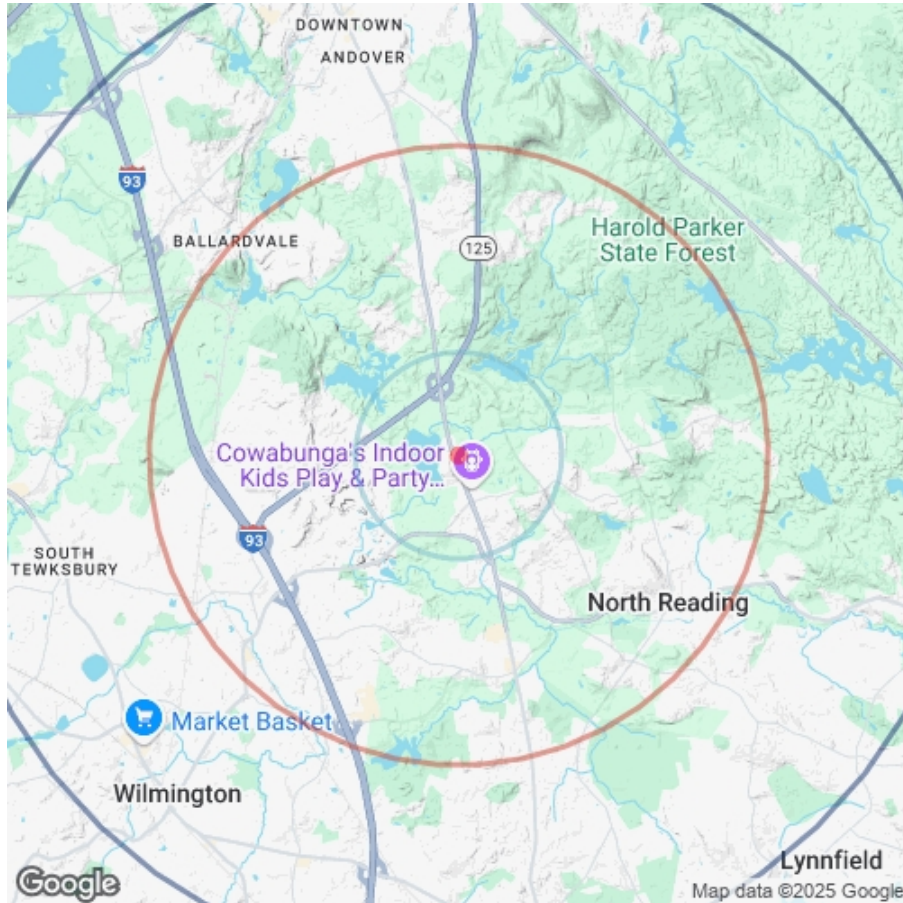 DOWNTOWN
ANDOVER
93
BALLARDVALE
125
Harold Parker
State Forest
Cowabunga's Indoor
Kids Play & Party...
93
SOUTH
TEWKSBURY
North Reading
Market Basket
Wilmington
Lynnfield
Google
Map data ©2025 Google